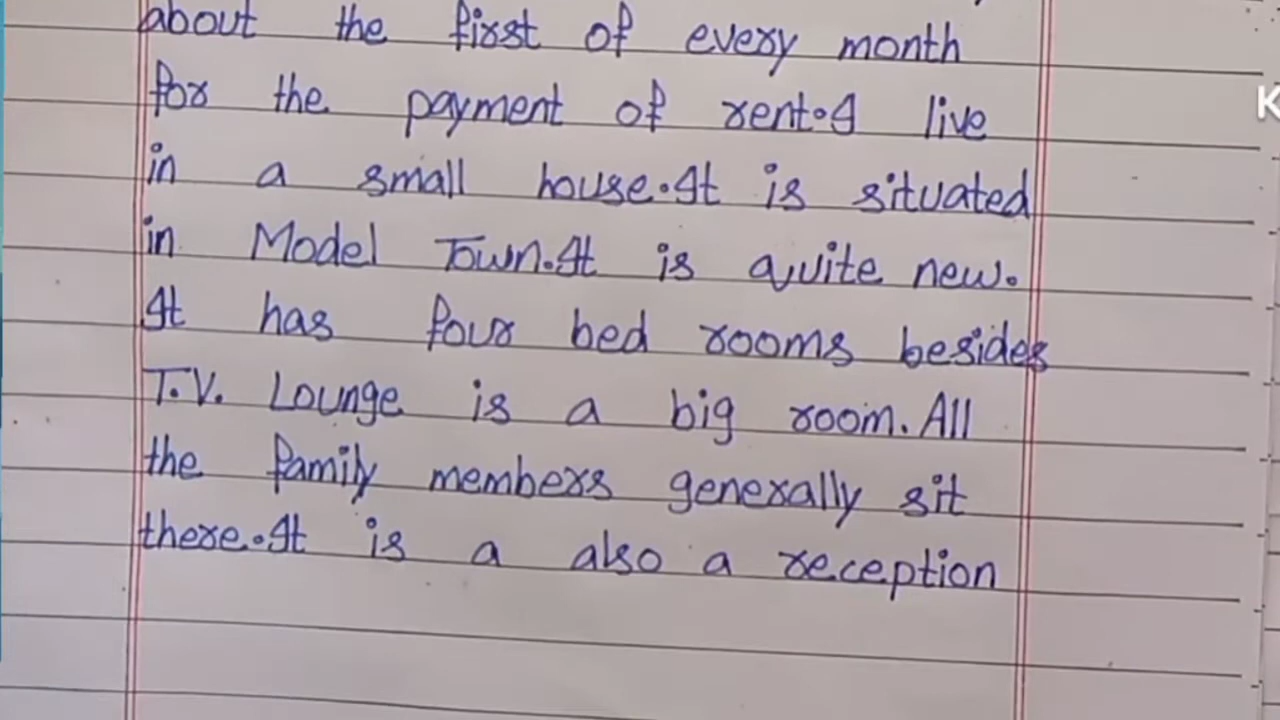 about the first of every month
for the payment of rent.I live
in a small house.It is situated
in Model Town.It is quite new.
It has four bed rooms besides
T.V. Lounge is a big room. All
the family members generally sit
there.It is a also a reception
K